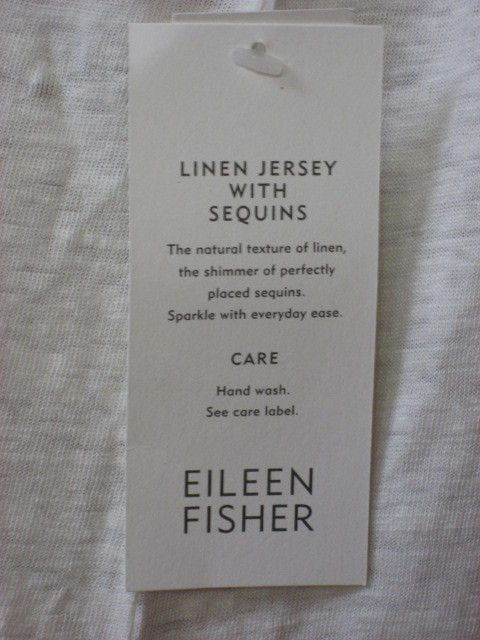 LINEN JERSEY
WITH
SEQUINS
The natural texture of linen,
the shimmer of perfectly
placed sequins.
Sparkle with everyday ease.
CARE
Hand wash.
See care label.
EILEEN
FISHER